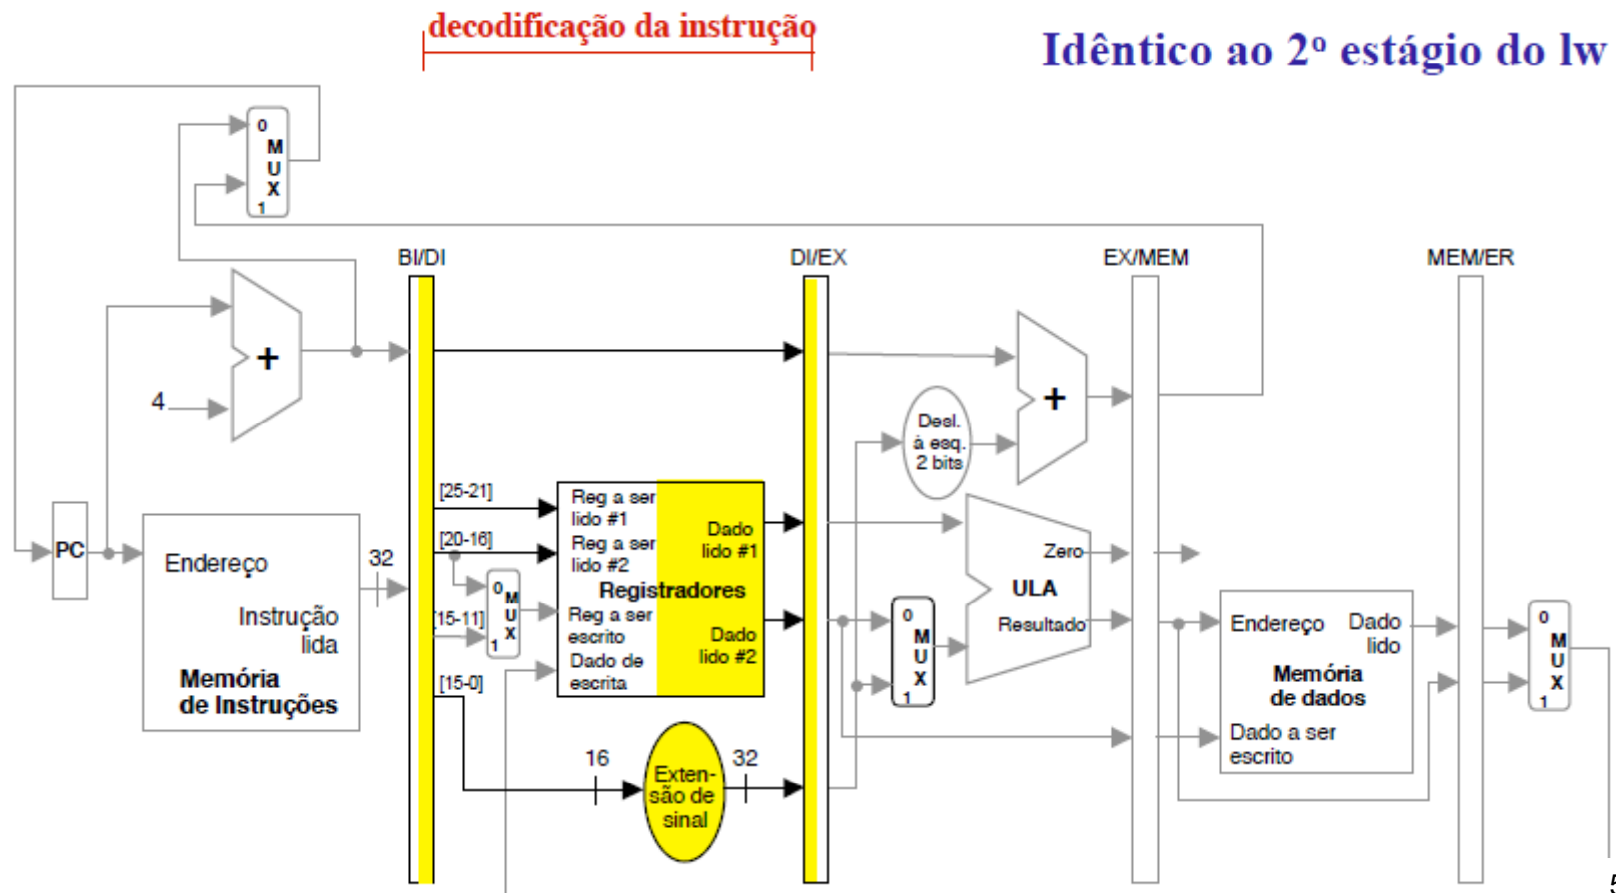 decodificação da instrução
Idêntico ao 2º estágio do lw
0
M
U
X
1
BI/DI
DI/EX
EX/MEM
MEM/ER
+
4
+
Desl.
à esq.
2 bits
[25-21]
[20-16]
[15-11]
[15-0]
PC
Endereço
32
Instrução
lida
Memória
de Instruções
0
M
U
X
1
Reg a ser
lido #1
Reg a ser
lido #2
Registradores
Reg a ser
escrito
Dado de
escrita
Dado
lido #1
Dado
lido #2
16
Exten-
são de
sinal
32
0
M
U
X
1
Zero
ULA
Resultado
Endereço
Dado
lido
Memória
de dados
Dado a ser
escrito
0
M
U
X
1